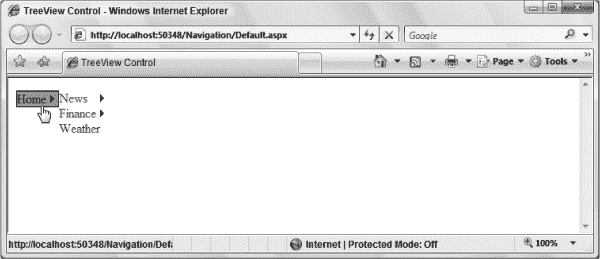 TreeView Control - Windows Internet Explorer
http://localhost:50348/Navigation/Default.aspx
Google
TreeView Control
Page
Tools
»
Home News
Finance
Weather
http://localhost:50348/Navigation/Defa
Internet | Protected Mode: Off
100%